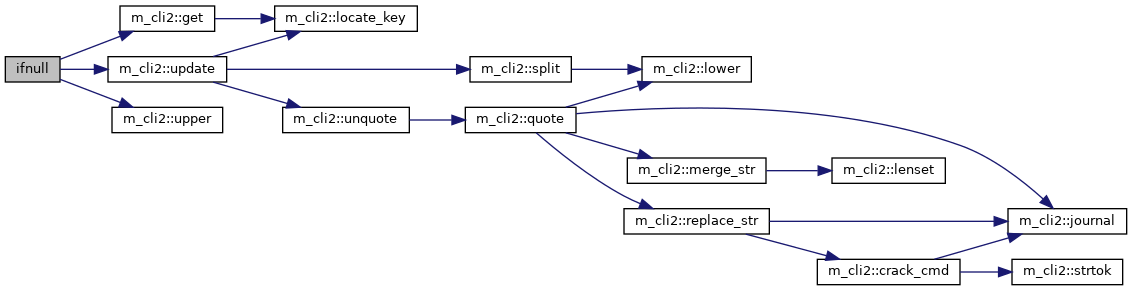 m_cli2::get
m_cli2::locate_key
ifnull
m_cli2::update
m_cli2::split
m_cli2::lower
m_cli2::upper
m_cli2::unquote
m_cli2::quote
m_cli2::merge_str
m_cli2::lenset
m_cli2::replace_str
m_cli2::journal
m_cli2::crack_cmd
m_cli2::strtok